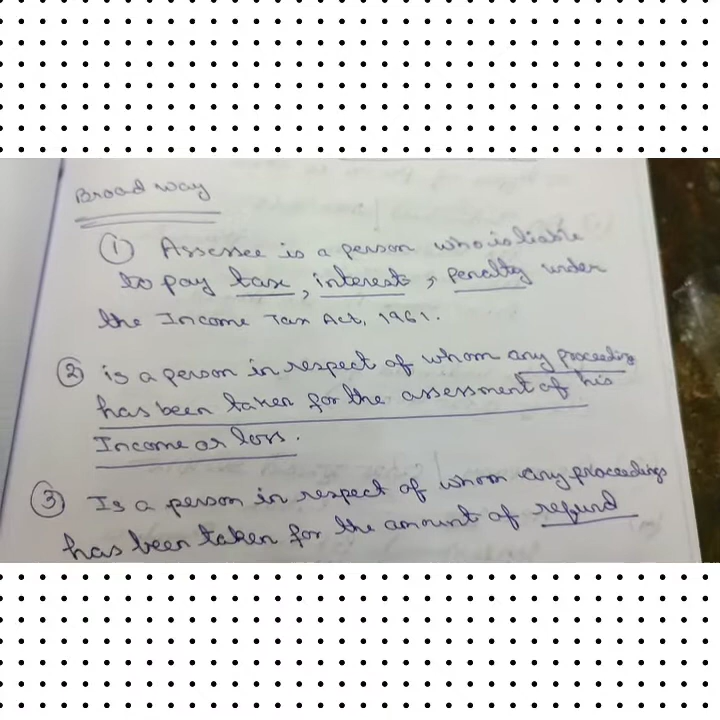 Broad way
① Assessee is a person who is liable
to pay tax, interest, penalty under
the Income Tax Act, 1961.
② is a person in respect of whom any proceeding
has been taken for the assessment of his
Income or loss.
③ Is a person in respect of whom any proceedings
has been taken for the amount of refund